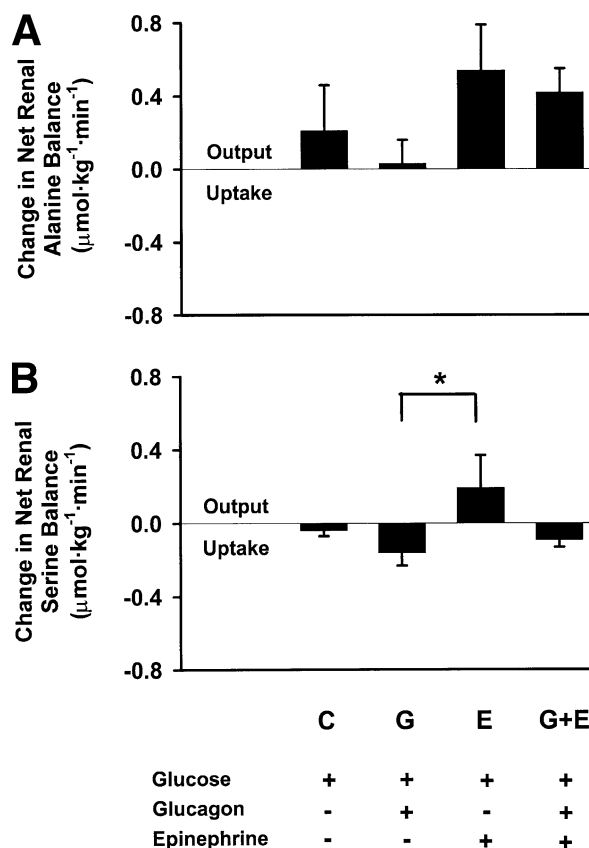 A
Change in Net Renal
Alanine Balance
(µmol·kg⁻¹·min⁻¹)
0.8
0.4
0.0
-0.4
-0.8
Output
Uptake
B
Change in Net Renal
Serine Balance
(µmol·kg⁻¹·min⁻¹)
0.8
0.4
0.0
-0.4
-0.8
*
Output
Uptake
C G E G+E
Glucose + + + +
Glucagon - + - +
Epinephrine - - + +